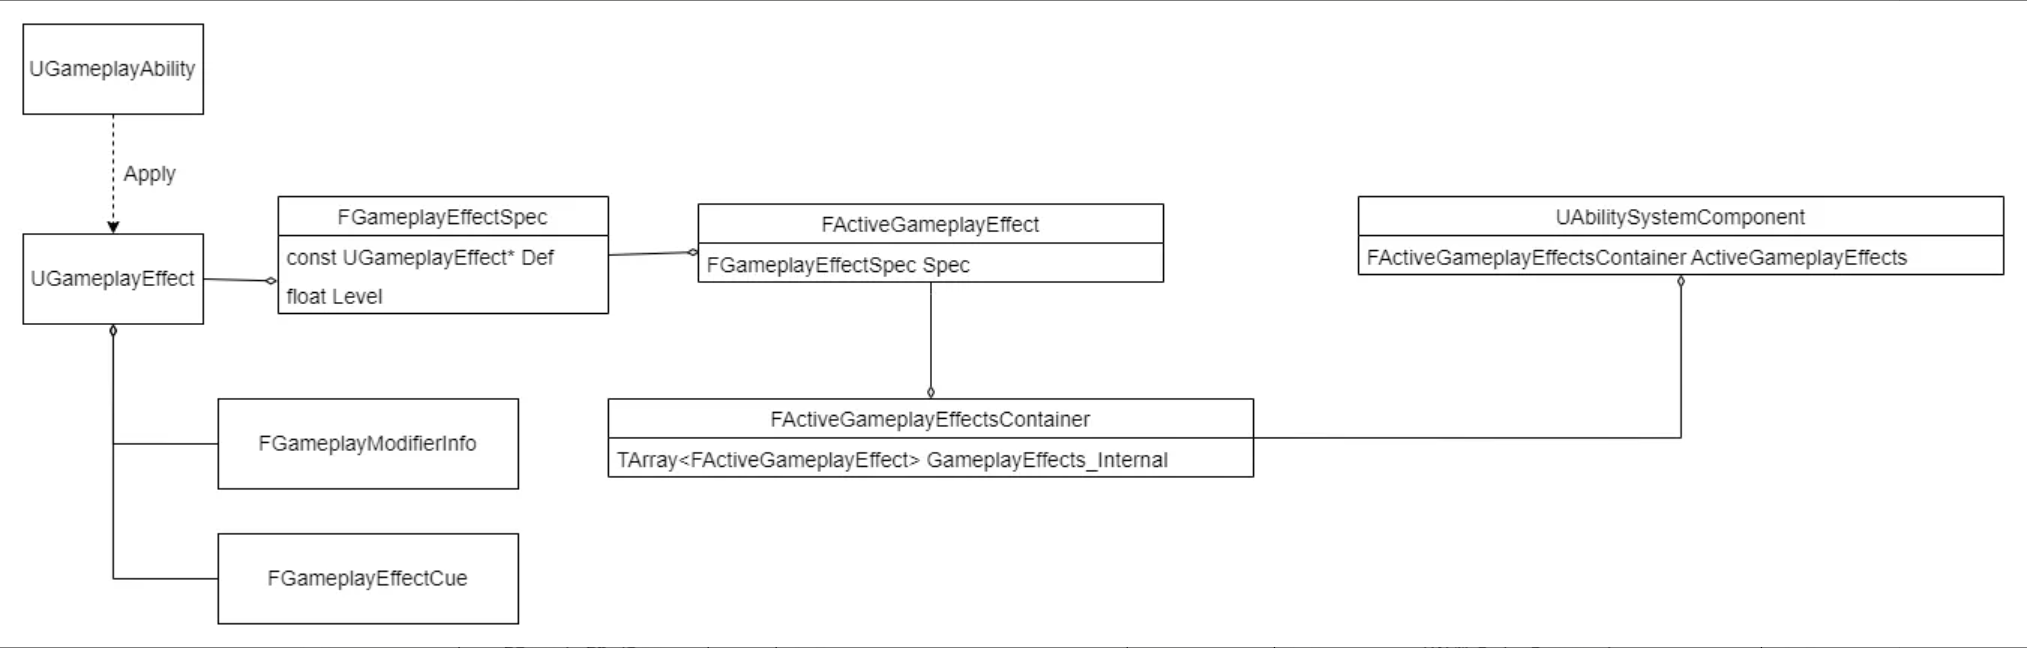 UGameplayAbility
Apply
UGameplayEffect
FGameplayEffectSpec
const UGameplayEffect* Def
float Level
FActiveGameplayEffect
FGameplayEffectSpec Spec
UAbilitySystemComponent
FActiveGameplayEffectsContainer ActiveGameplayEffects
FGameplayModifierInfo
FActiveGameplayEffectsContainer
TArray<FActiveGameplayEffect> GameplayEffects_Internal
FGameplayEffectCue